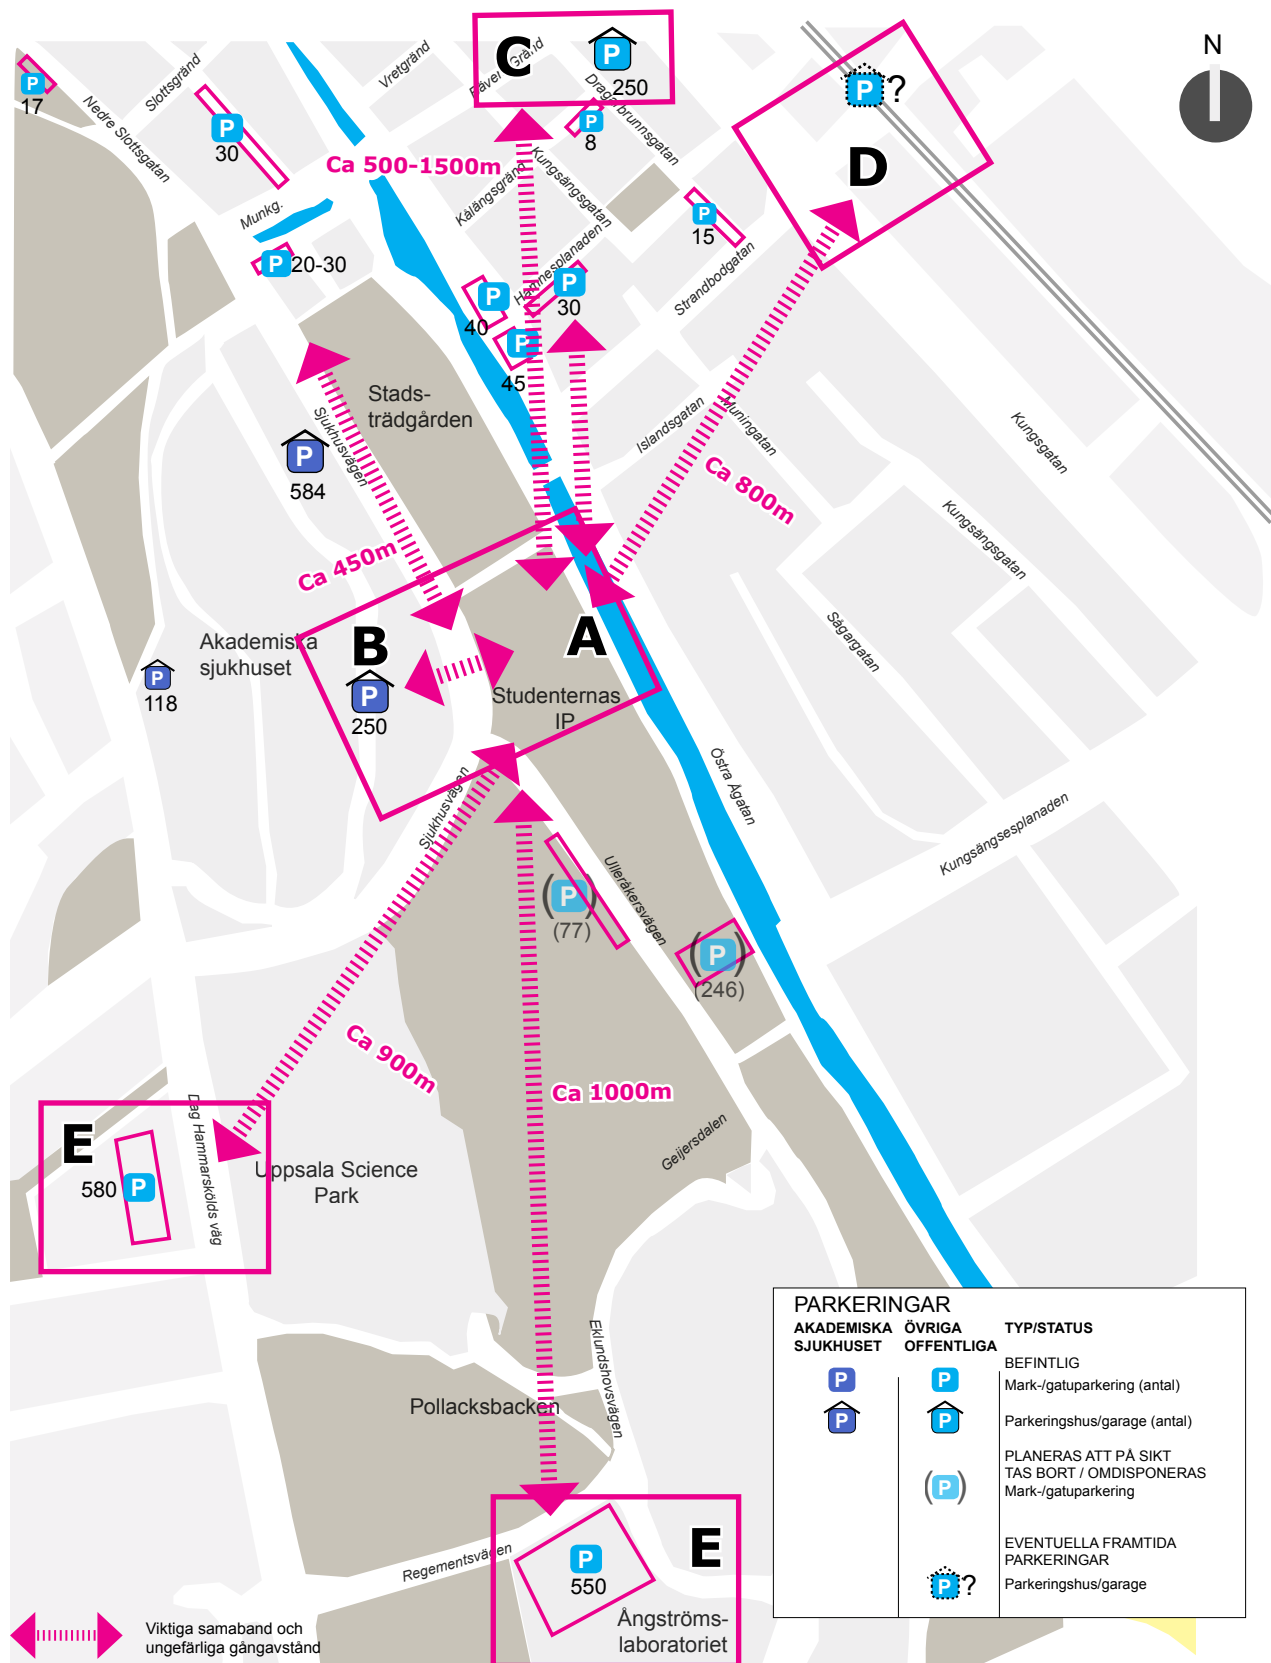 N
C
P
250
P
?
D
P
17
Slottsgränd
Nedre Slottsgatan
P
30
Vretgränd
Dragarbrunnsgatan
P
8
Ca 500-1500m
Kungsängsgatan
Kålängsgränd
Munkg.
P
20-30
P
15
Strandbodgatan
Hamnesplanaden
P
40
P
30
P
45
Stads-
trädgården
Sjukhusvägen
P
584
Islandsgatan
Muningatan
Kungsgatan
Ca 800m
Kungsängsgatan
Ca 450m
A
B
Akademiska
sjukhuset
P
118
P
250
Studenternas
IP
Sågargatan
Östra Ågatan
Sjukhusvägen
Kungsängsesplanaden
(P)
(77)
Ulleråkersvägen
(P)
(246)
Ca 900m
Ca 1000m
Geijersdalen
E
580 P
Dag Hammarskölds väg
Uppsala Science
Park
Eklundshovsvägen
Pollacksbacken
Regementsvägen
P
550
E
Ångströms-
laboratoriet
Viktiga samaband och
ungefärliga gångavstånd
PARKERINGAR
AKADEMISKA ÖVRIGA TYP/STATUS
SJUKHUSET OFFENTLIGA
BEFINTLIG
P P Mark-/gatuparkering (antal)
P P Parkeringshus/garage (antal)
PLANERAS ATT PÅ SIKT
TAS BORT / OMDISPONERAS
(P) Mark-/gatuparkering
EVENTUELLA FRAMTIDA
PARKERINGAR
P ? Parkeringshus/garage